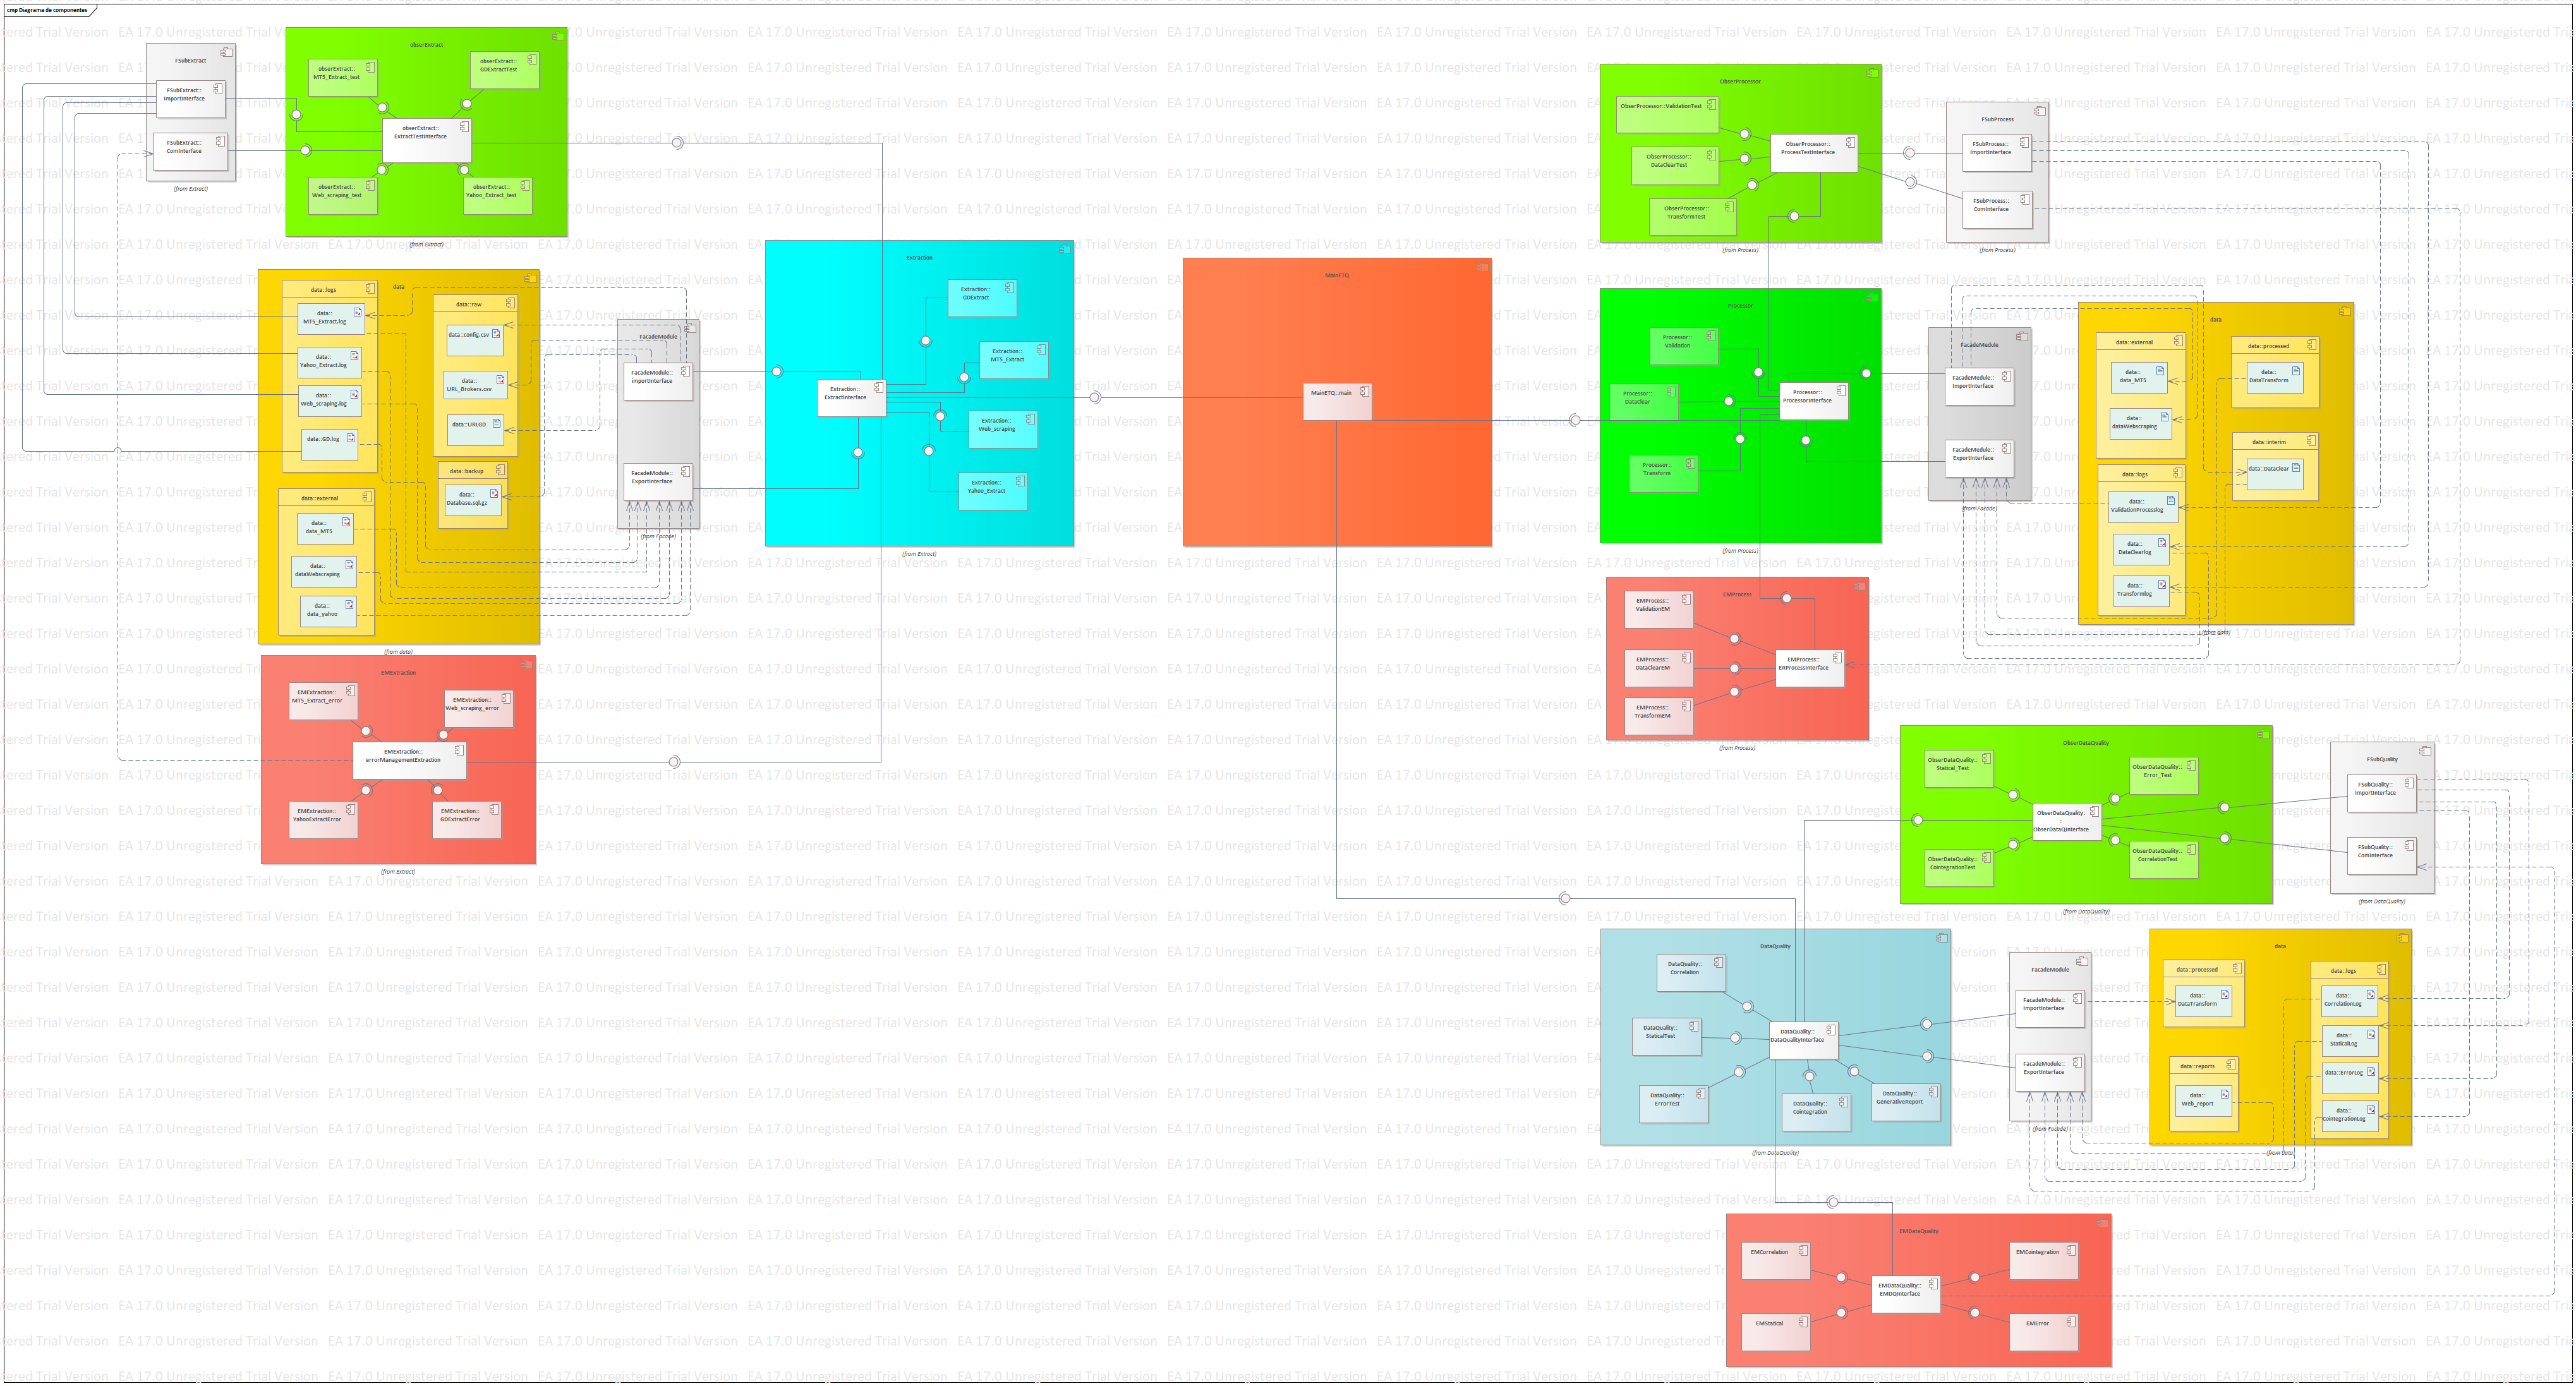 cmp Diagrama de componentes
FSubExtract
FSubExtract::
ImportInterface
FSubExtract::
ComInterface
(from Extract)
obserExtract
obserExtract::
MT5_Extract_test
obserExtract::
GDExtractTest
obserExtract::
ExtractTestInterface
obserExtract::
Web_scraping_test
obserExtract::
Yahoo_Extract_test
(from Extract)
data
data::logs
data::
MT5_Extract.log
data::
Yahoo_Extract.log
data::
Web_scraping.log
data::GD.log
data::raw
data::config.csv
data::
URL_Brokers.csv
data::URLGD
data::backup
data::
Database.sql.gz
data::external
data::
data_MT5
data::
dataWebscraping
data::
data_yahoo
(from data)
FacadeModule
FacadeModule::
ImportInterface
FacadeModule::
ExportInterface
(from Facade)
EMExtraction
EMExtraction::
MT5_Extract_error
EMExtraction::
Web_scraping_error
EMExtraction::
errorManagementExtraction
EMExtraction::
YahooExtractError
EMExtraction::
GDExtractError
(from Extract)
Extraction
Extraction::
GDExtract
Extraction::
MT5_Extract
Extraction::
ExtractInterface
Extraction::
Web_scraping
Extraction::
Yahoo_Extract
(from Extract)
MainETQ
MainETQ::main
ObserProcessor
ObserProcessor::ValidationTest
ObserProcessor::
DataClearTest
ObserProcessor::
TransformTest
ObserProcessor::
ProcessTestInterface
(from Process)
FSubProcess
FSubProcess::
ImportInterface
FSubProcess::
ComInterface
(from Process)
Processor
Processor::
Validation
Processor::
DataClear
Processor::
Transform
Processor::
ProcessorInterface
(from Process)
FacadeModule
FacadeModule::
ImportInterface
FacadeModule::
ExportInterface
(from Facade)
data
data::external
data::
data_MT5
data::
dataWebscraping
data::processed
data::
DataTransform
data::interim
data::DataClear
data::logs
data::
ValidationProcesslog
data::
DataClearlog
data::
Transformlog
(from data)
EMProcess
EMProcess::
ValidationEM
EMProcess::
DataClearEM
EMProcess::
TransformEM
EMProcess::
ERProcessInterface
(from Process)
ObserDataQuality
ObserDataQuality::
Statical_Test
ObserDataQuality::
Error_Test
ObserDataQuality:
:
ObserDataQInterface
ObserDataQuality::
CointegrationTest
ObserDataQuality::
CorrelationTest
(from DataQuality)
FSubQuality
FSubQuality::
ImportInterface
FSubQuality::
ComInterface
(from DataQuality)
DataQuality
DataQuality::
Correlation
DataQuality::
StaticalTest
DataQuality::
ErrorTest
DataQuality::
DataQualityInterface
DataQuality::
Cointegration
DataQuality::
GenerativeReport
(from DataQuality)
FacadeModule
FacadeModule::
ImportInterface
FacadeModule::
ExportInterface
(from Facade)
data
data::processed
data::
DataTransform
data::reports
data::
Web_report
data::logs
data::
CorrelationLog
data::
StaticalLog
data::ErrorLog
data::
CointegrationLog
(from data)
EMDataQuality
EMCorrelation
EMCointegration
EMDataQuality::
EMDQInterface
EMStatical
EMError
EA 17.0 Unregistered Trial Version